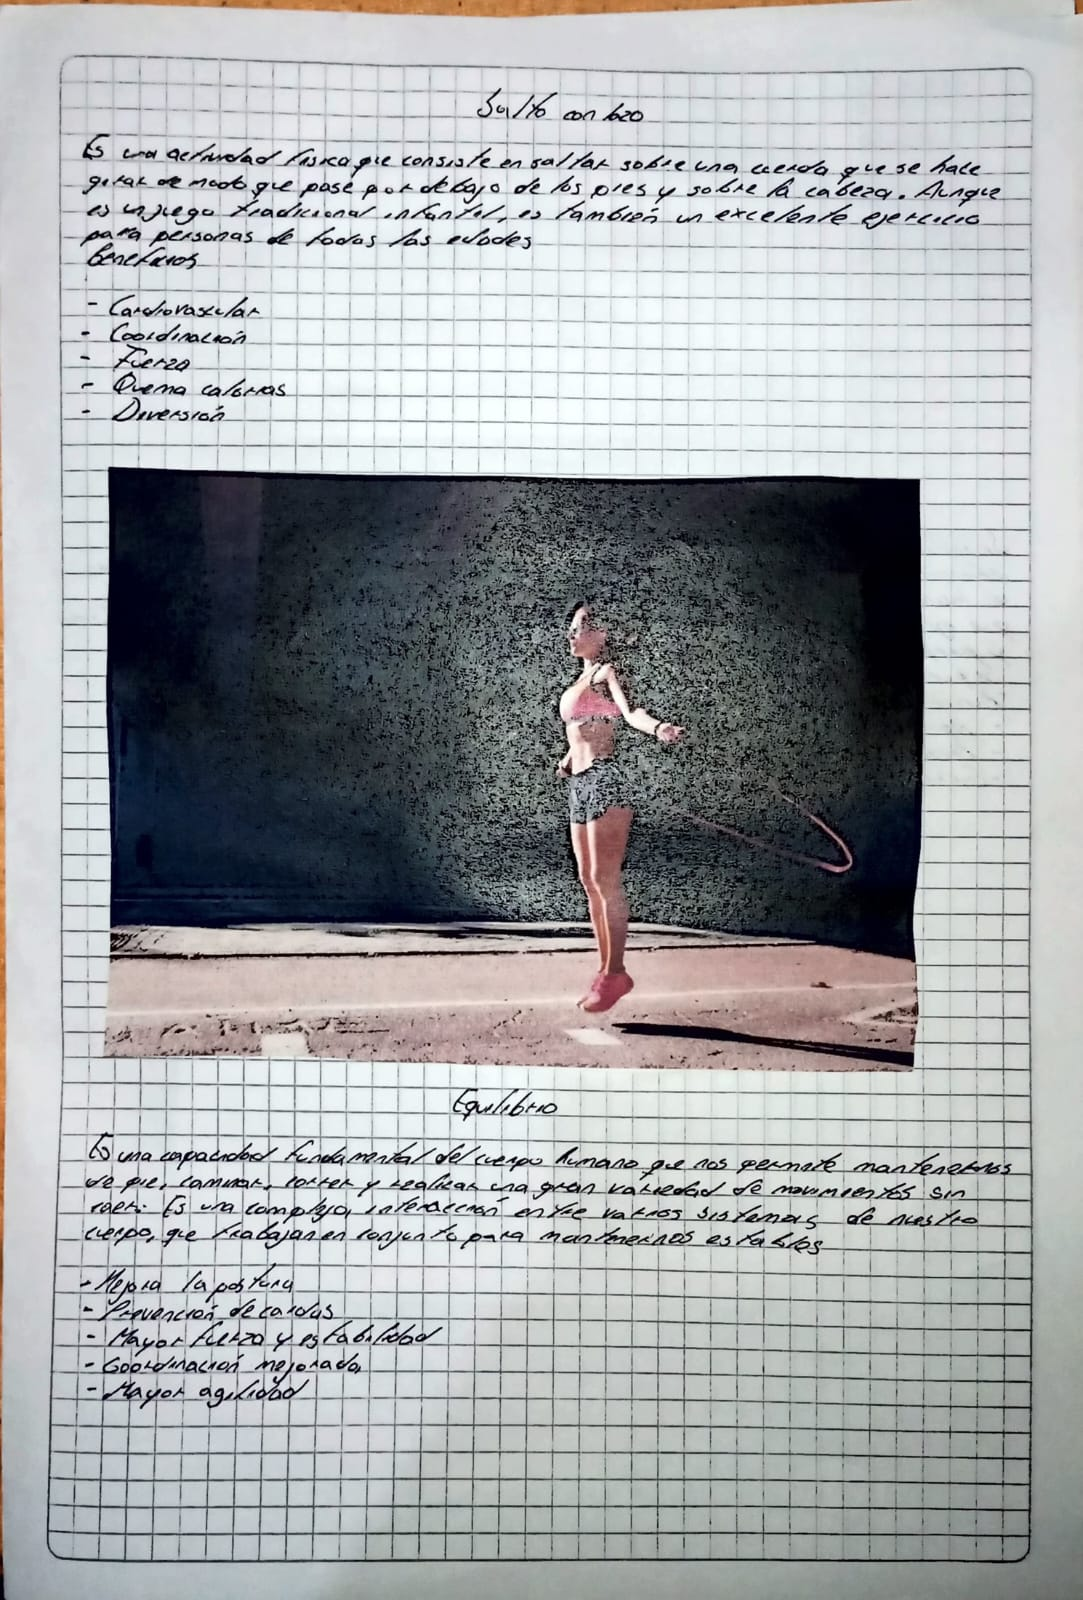 Salto con lazo
Es una actividad física que consiste en saltar sobre una cuerda que se hace
girar de modo que pase por debajo de los pies y sobre la cabeza. Aunque
es un juego tradicional infantil, es también un excelente ejercicio
para personas de todas las edades
Beneficios
- Cardiovascular
- Coordinación
- Fuerza
- Quema calorías
- Diversión
Equilibrio
Es una capacidad fundamental del cuerpo humano que nos permite mantenernos
de pie, caminar, correr y realizar una gran variedad de movimientos sin
caer. Es una compleja interacción entre varios sistemas de nuestro
cuerpo, que trabajan en conjunto para mantenernos estables
- Mejora la postura
- Prevención de caídas
- Mayor fuerza y estabilidad
- Coordinación mejorada
- Mayor agilidad